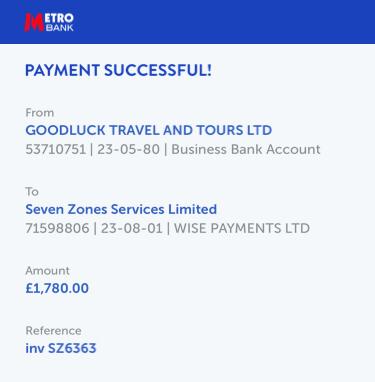 METRO
BANK
PAYMENT SUCCESSFUL!
From
GOODLUCK TRAVEL AND TOURS LTD
53710751 | 23-05-80 | Business Bank Account
To
Seven Zones Services Limited
71598806 | 23-08-01 | WISE PAYMENTS LTD
Amount
£1,780.00
Reference
inv SZ6363